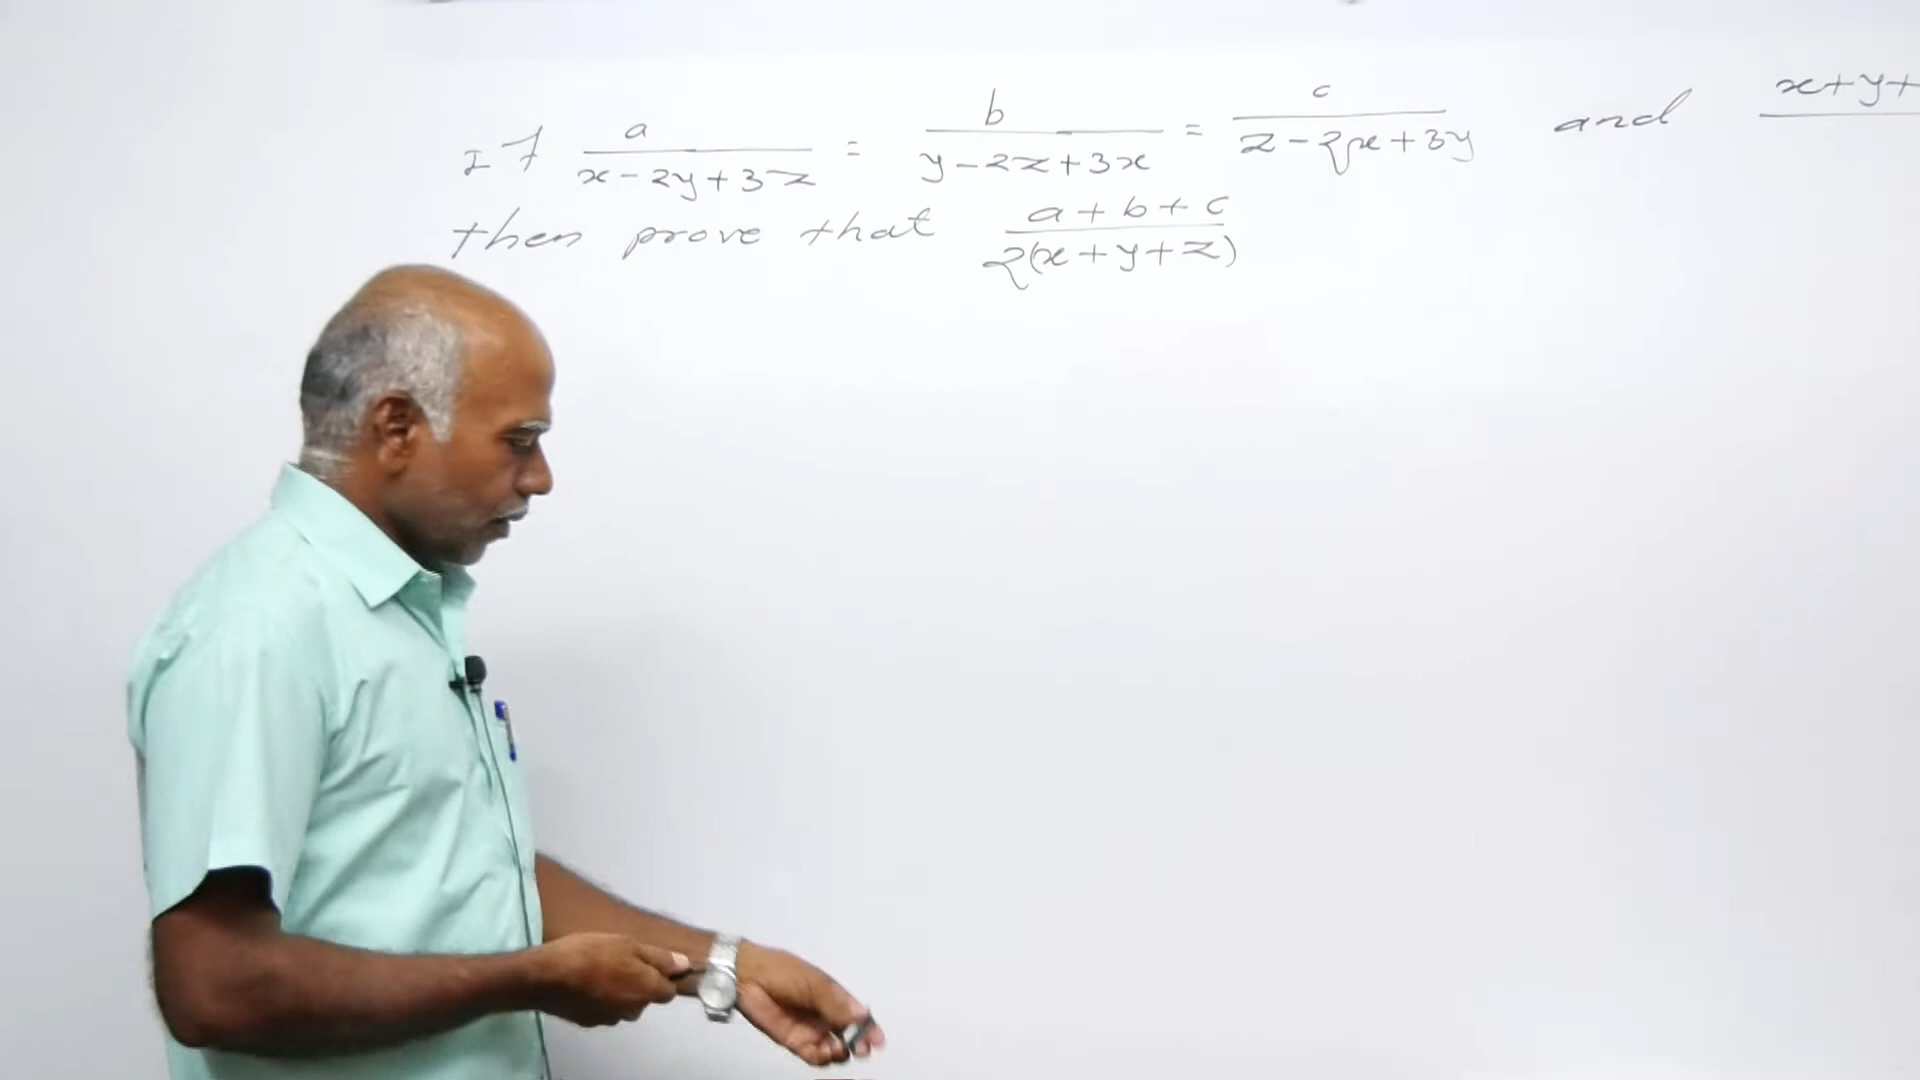 If a/(x-2y+3z) = b/(y-2z+3x) = c/(z-2x+3y) and x+y+
then prove that (a+b+c)/(2(x+y+z))